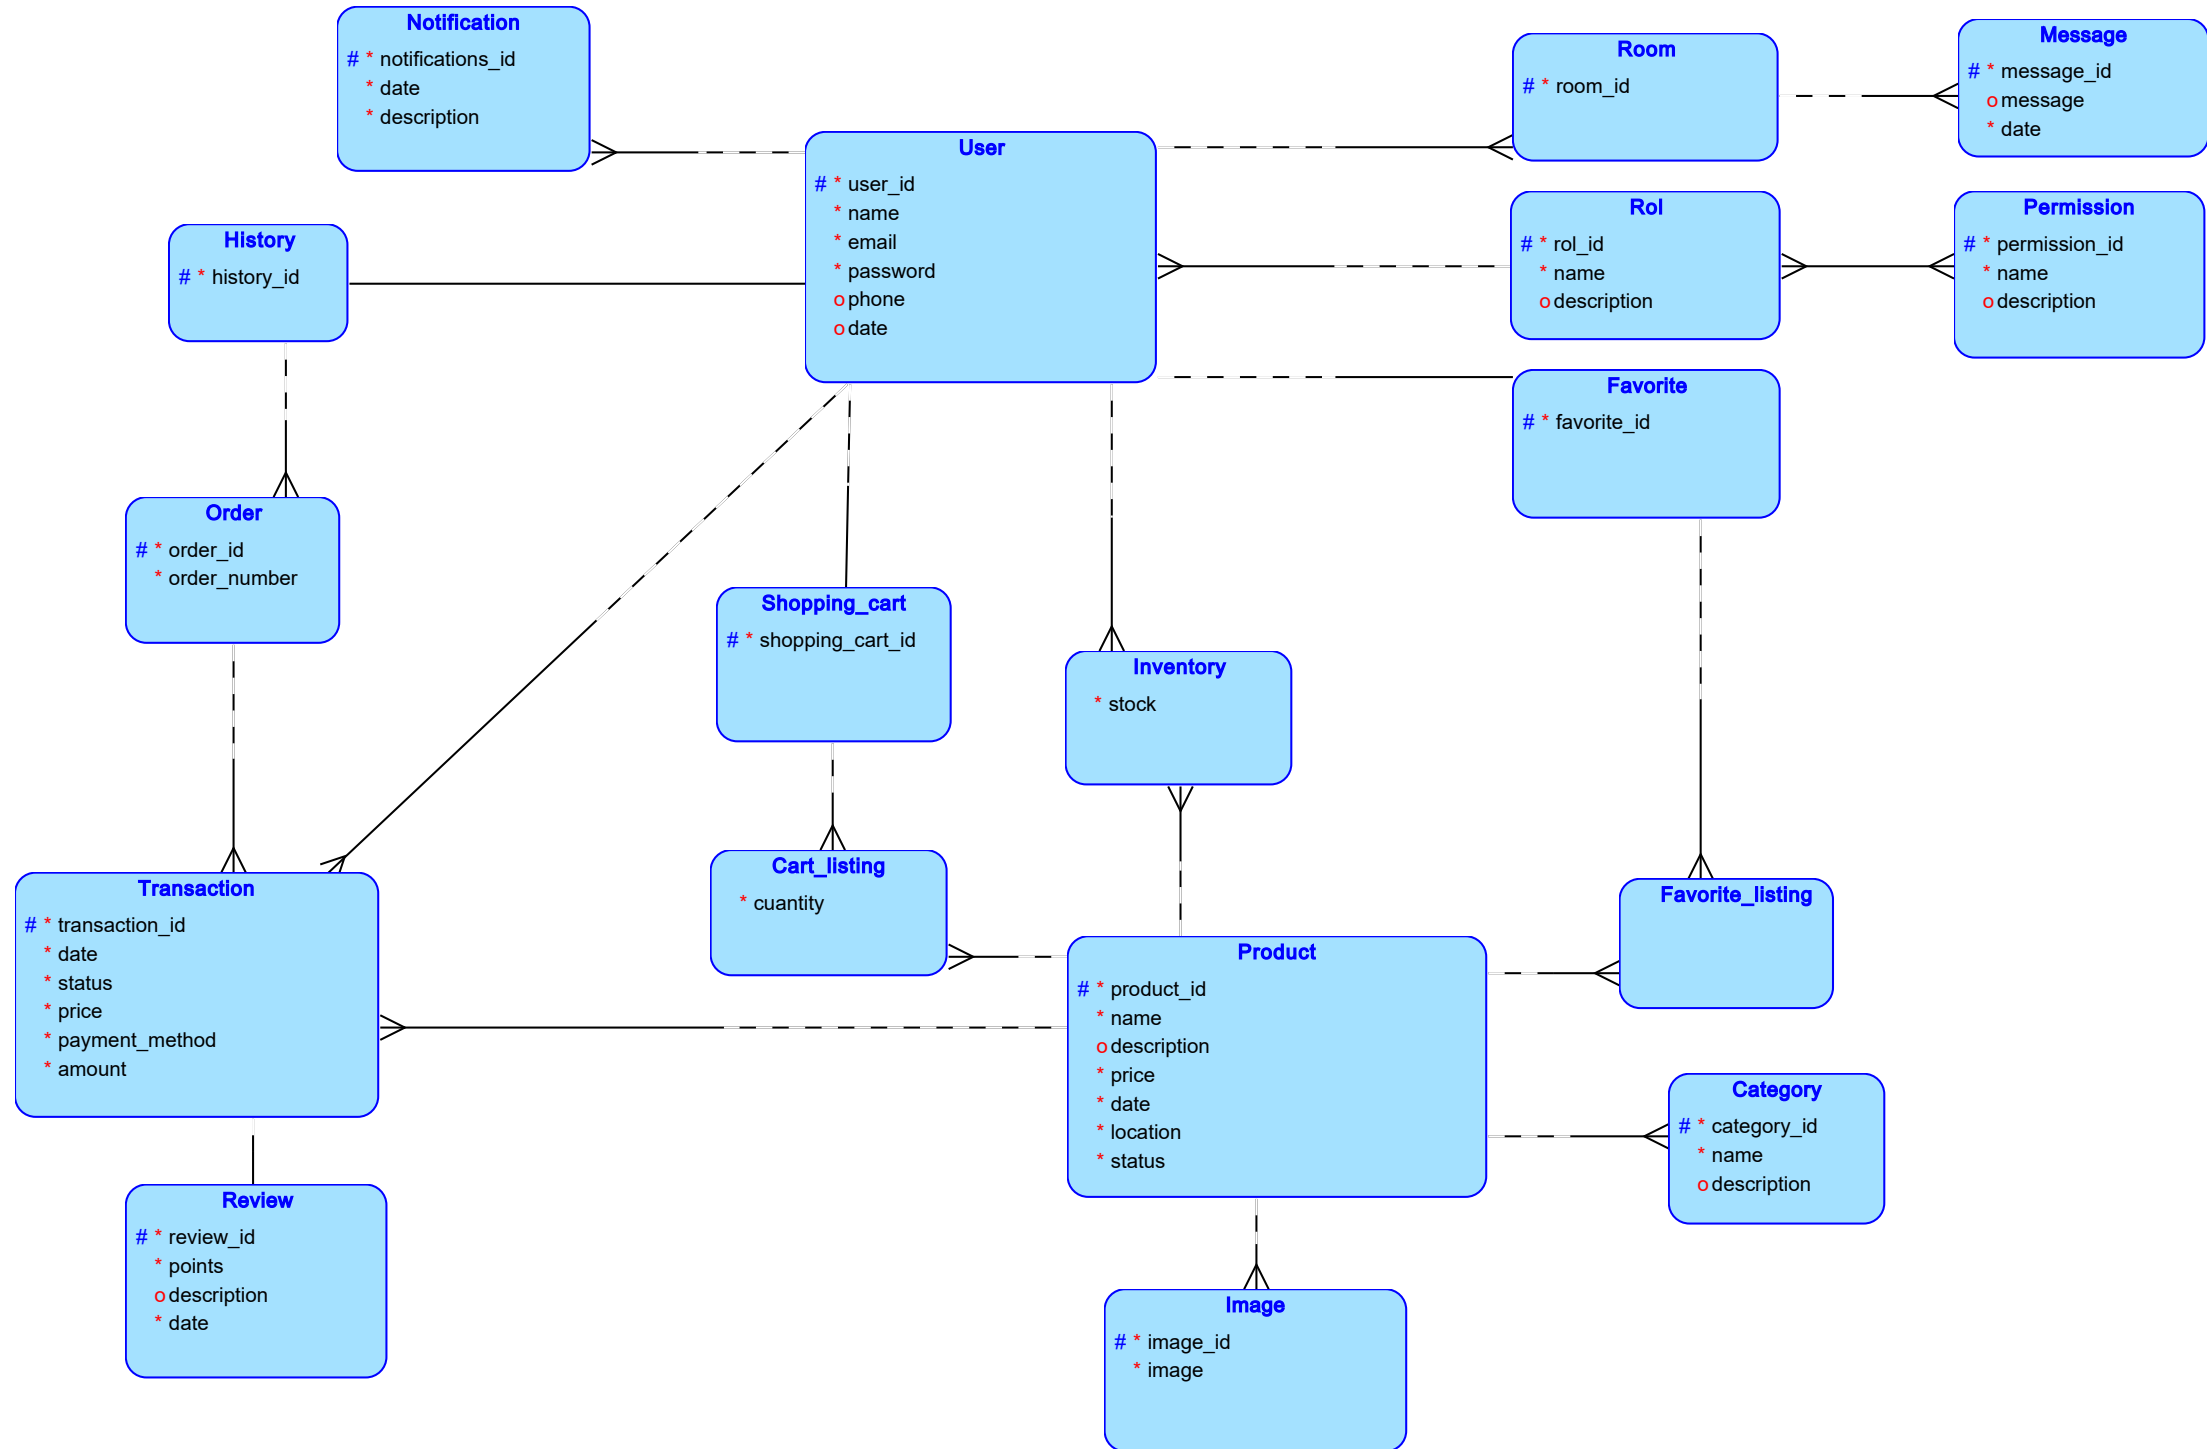 Notification
# * notifications_id
* date
* description
Room
# * room_id
Message
# * message_id
o message
* date
User
# * user_id
* name
* email
* password
o phone
o date
History
# * history_id
Rol
# * rol_id
* name
o description
Permission
# * permission_id
* name
o description
Favorite
# * favorite_id
Order
# * order_id
* order_number
Shopping_cart
# * shopping_cart_id
Inventory
* stock
Transaction
# * transaction_id
* date
* status
* price
* payment_method
* amount
Cart_listing
* cuantity
Favorite_listing
Product
# * product_id
* name
o description
* price
* date
* location
* status
Category
# * category_id
* name
o description
Review
# * review_id
* points
o description
* date
Image
# * image_id
* image